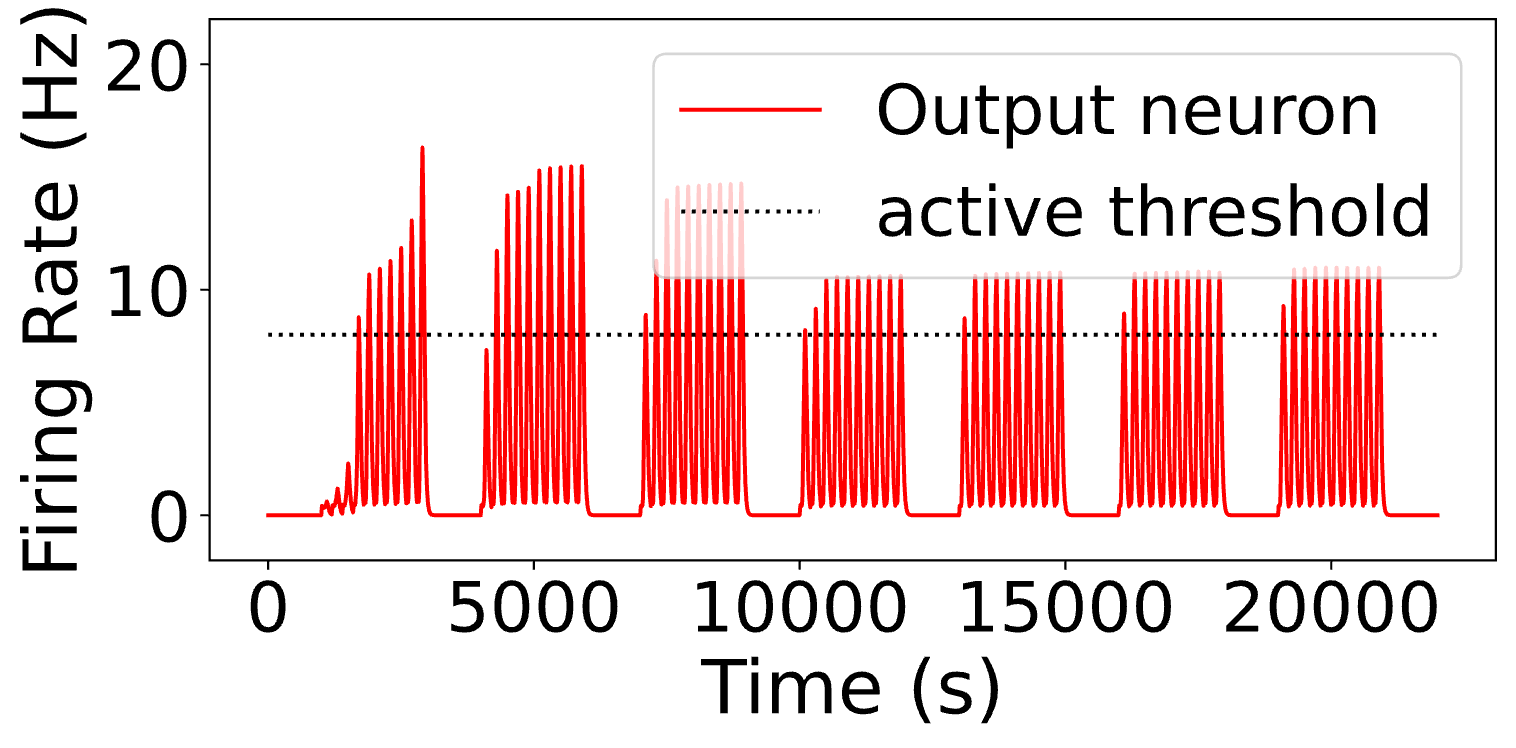 Firing Rate (Hz)
20
10
0
Output neuron
active threshold
0 5000 10000 15000 20000
Time (s)